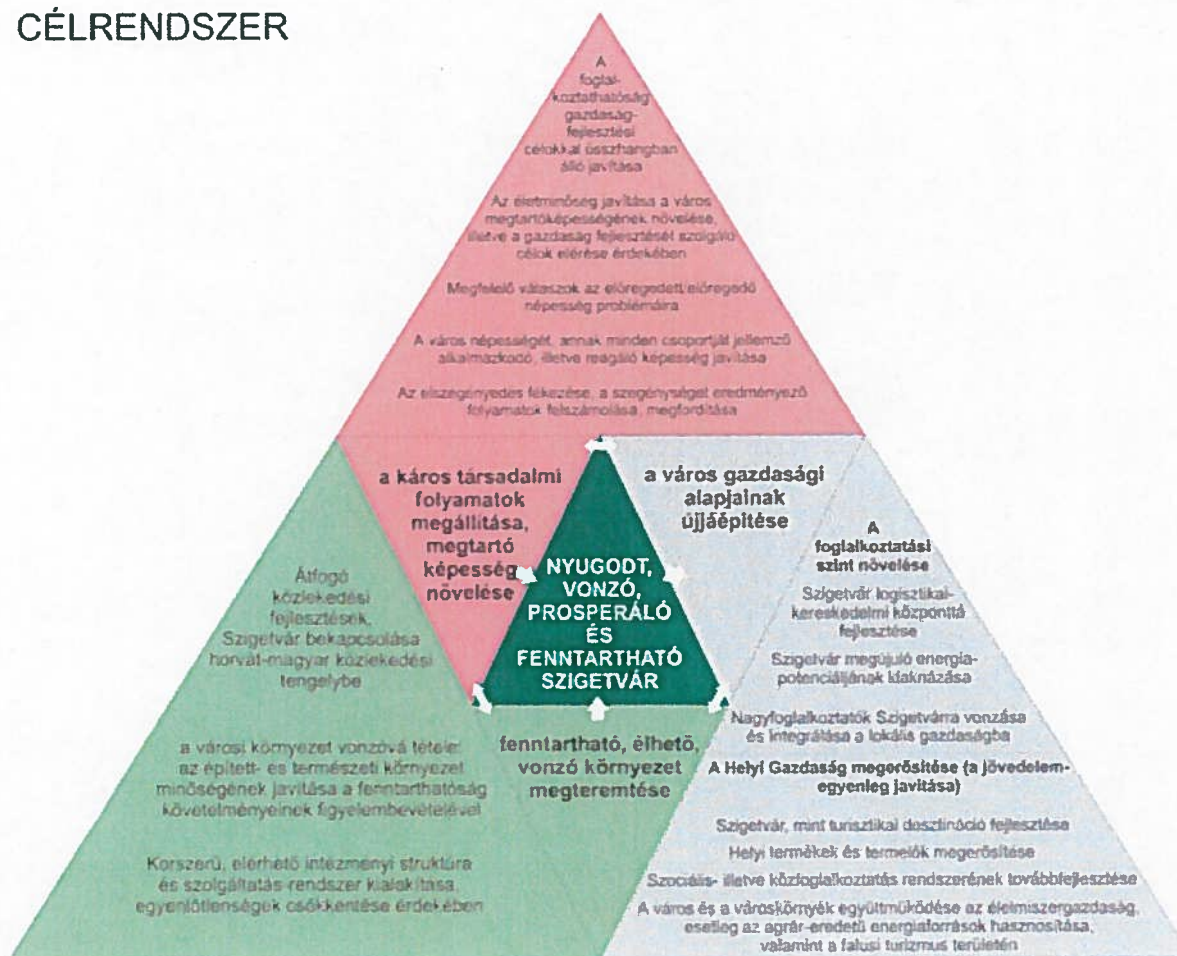 CÉLRENDSZER
A
foglal-
koztathatóság
gazdaság-
fejlesztési
célokkal összhangban
álló javítása
Az életminőség javítása a város
megtartóképességének növelése,
illetve a gazdaság fejlesztését szolgáló
célok elérése érdekében
Megfelelő válaszok az elöregedett/elöregedő
népesség problémáira
A város népességét, annak minden csoportját jellemző
alkalmazkodó, illetve reagáló képesség javítása
Az elszegényedés fékezése, a szegénységet eredményező
folyamatok felszámolása, megfordítása
a káros társadalmi
folyamatok
megállítása,
megtartó
képesség
növelése
a város gazdasági
alapjainak
újjáépítése
NYUGODT,
VONZÓ,
PROSPERÁLÓ
ÉS
FENNTARTHATÓ
SZIGETVÁR
fenntartható, élhető,
vonzó környezet
megteremtése
Átfogó
közlekedési
fejlesztések,
Szigetvár bekapcsolása
horvát-magyar közlekedési
tengelybe
a városi környezet vonzóvá tétele:
az épített- és természeti környezet
minőségének javítása a fenntarthatóság
követelményeinek figyelembevételével
Korszerű, elérhető intézményi struktúra
és szolgáltatás-rendszer kialakítása,
egyenlőtlenségek csökkentése érdekében
A
foglalkoztatási
szint növelése
Szigetvár logisztikai-
kereskedelmi központtá
fejlesztése
Szigetvár megújuló energia-
potenciáljának kiaknázása
Nagyfoglalkoztatók Szigetvárra vonzása
és integrálása a lokális gazdaságba
A Helyi Gazdaság megerősítése (a jövedelem-
egyenleg javítása)
Szigetvár, mint turisztikai desztináció fejlesztése
Helyi termékek és termelők megerősítése
Szociális- illetve közfoglalkoztatás rendszerének továbbfejlesztése
A város és a városkörnyék együttműködése az élelmiszergazdaság,
esetleg az agrár-eredetű energiaforrások hasznosítása,
valamint a falusi turizmus területén